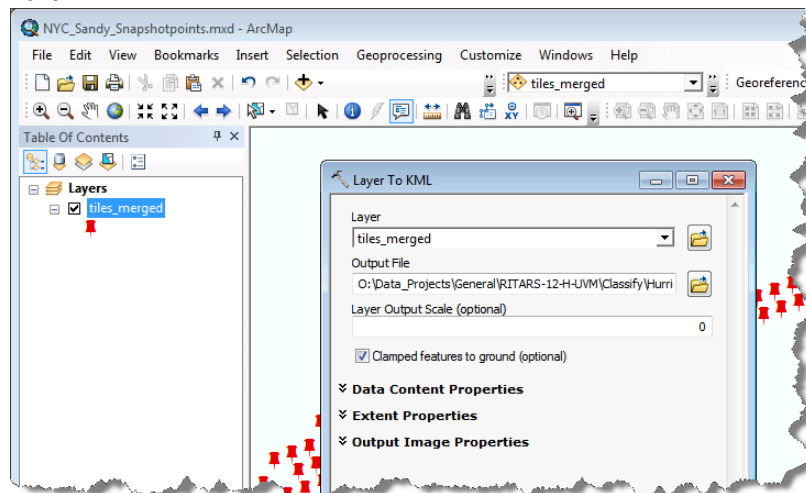 NYC_Sandy_Snapshotpoints.mxd - ArcMap
File Edit View Bookmarks Insert Selection Geoprocessing Customize Windows Help
tiles_merged
Georeferenc
Table Of Contents
Layers
tiles_merged
Layer To KML
Layer
tiles_merged
Output File
O:\Data_Projects\General\RITARS-12-H-UVM\Classify\Hurri
Layer Output Scale (optional)
0
Clamped features to ground (optional)
Data Content Properties
Extent Properties
Output Image Properties